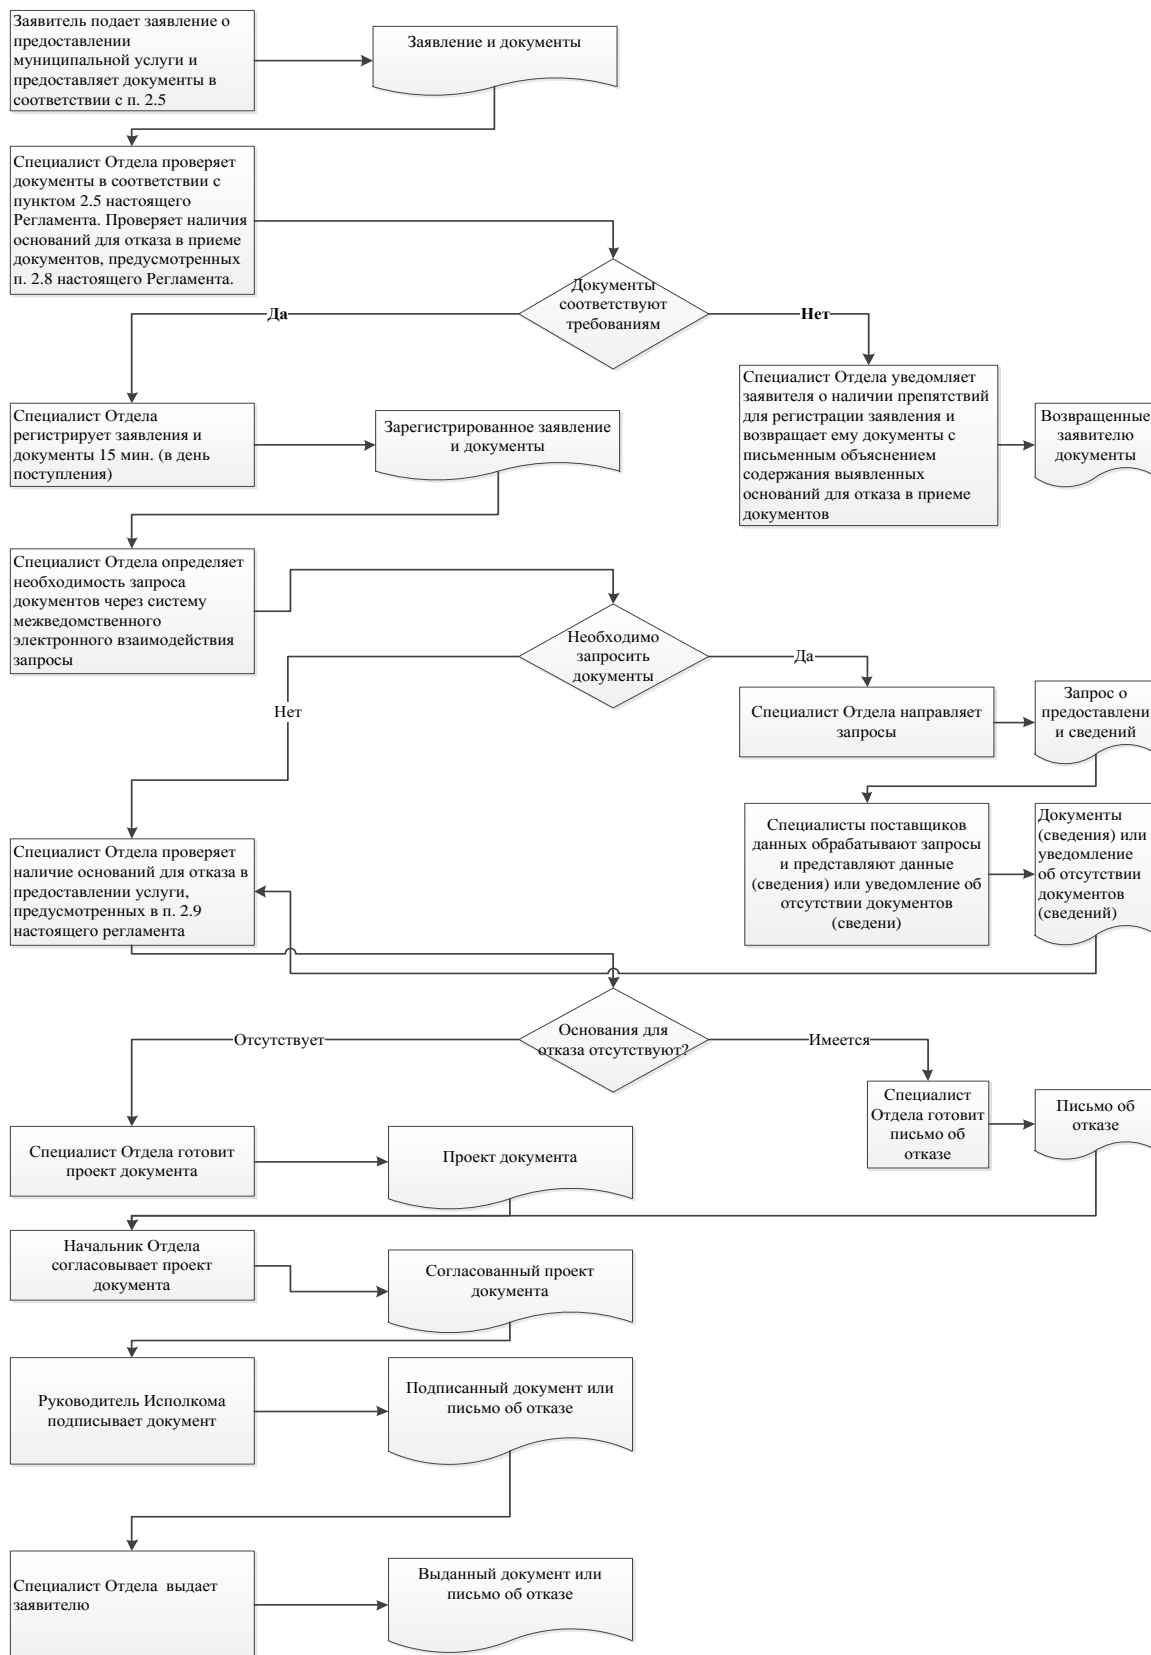 Заявитель подает заявление о
предоставлении
муниципальной услуги и
предоставляет документы в
соответствии с п. 2.5
Заявление и документы
Специалист Отдела проверяет
документы в соответствии с
пунктом 2.5 настоящего
Регламента. Проверяет наличия
оснований для отказа в приеме
документов, предусмотренных
п. 2.8 настоящего Регламента.
Документы
соответствуют
требованиям
Да
Нет
Специалист Отдела
регистрирует заявления и
документы 15 мин. (в день
поступления)
Зарегистрированное заявление
и документы
Специалист Отдела уведомляет
заявителя о наличии препятствий
для регистрации заявления и
возвращает ему документы с
письменным объяснением
содержания выявленных
оснований для отказа в приеме
документов
Возвращенные
заявителю
документы
Специалист Отдела определяет
необходимость запроса
документов через систему
межведомственного
электронного взаимодействия
запросы
Необходимо
запросить
документы
Да
Нет
Специалист Отдела направляет
запросы
Запрос о
предоставлени
и сведений
Специалисты поставщиков
данных обрабатывают запросы
и представляют данные
(сведения) или уведомление об
отсутствии документов
(сведени)
Документы
(сведения) или
уведомление
об отсутствии
документов
(сведений)
Специалист Отдела проверяет
наличие оснований для отказа в
предоставлении услуги,
предусмотренных в п. 2.9
настоящего регламента
Основания для
отказа отсутствуют?
Отсутствует
Имеется
Специалист
Отдела готовит
письмо об
отказе
Письмо об
отказе
Специалист Отдела готовит
проект документа
Проект документа
Начальник Отдела
согласовывает проект
документа
Согласованный проект
документа
Руководитель Исполкома
подписывает документ
Подписанный документ или
письмо об отказе
Специалист Отдела  выдает
заявителю
Выданный документ или
письмо об отказе